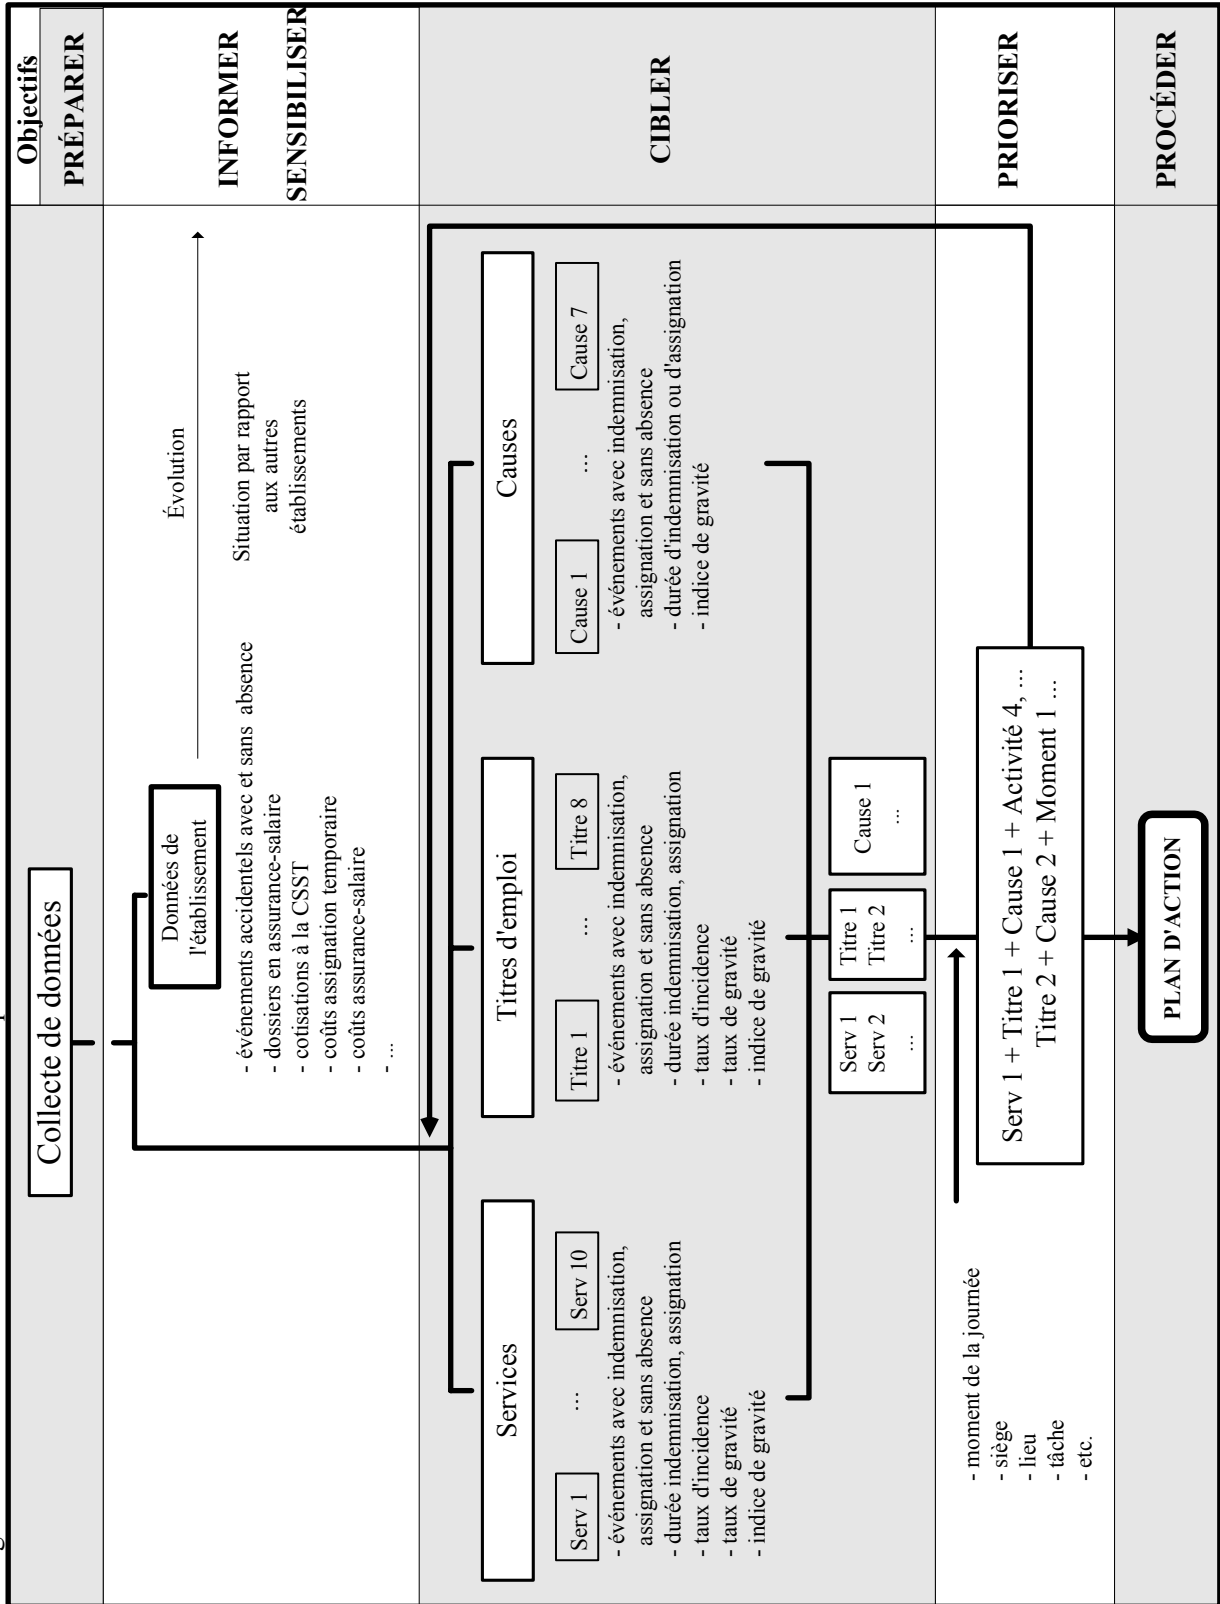 Objectifs
PRÉPARER
Collecte de données
INFORMER
SENSIBILISER
Données de
l'établissement
Évolution
- événements accidentels avec et sans absence
- dossiers en assurance-salaire
- cotisations à la CSST
- coûts assignation temporaire
- coûts assurance-salaire
- ...
Situation par rapport
aux autres
établissements
CIBLER
Services
Serv 1
...
Serv 10
- événements avec indemnisation,
assignation et sans absence
- durée indemnisation, assignation
- taux d'incidence
- taux de gravité
- indice de gravité
Titres d'emploi
Titre 1
...
Titre 8
- événements avec indemnisation,
assignation et sans absence
- durée indemnisation, assignation
- taux d'incidence
- taux de gravité
- indice de gravité
Causes
Cause 1
...
Cause 7
- événements avec indemnisation,
assignation et sans absence
- durée d'indemnisation ou d'assignation
- indice de gravité
Serv 1
Serv 2
...
Titre 1
Titre 2
...
Cause 1
...
PRIORISER
- moment de la journée
- siège
- lieu
- tâche
- etc.
Serv 1 + Titre 1 + Cause 1 + Activité 4, ...
Titre 2 + Cause 2 + Moment 1 ...
PROCÉDER
PLAN D'ACTION